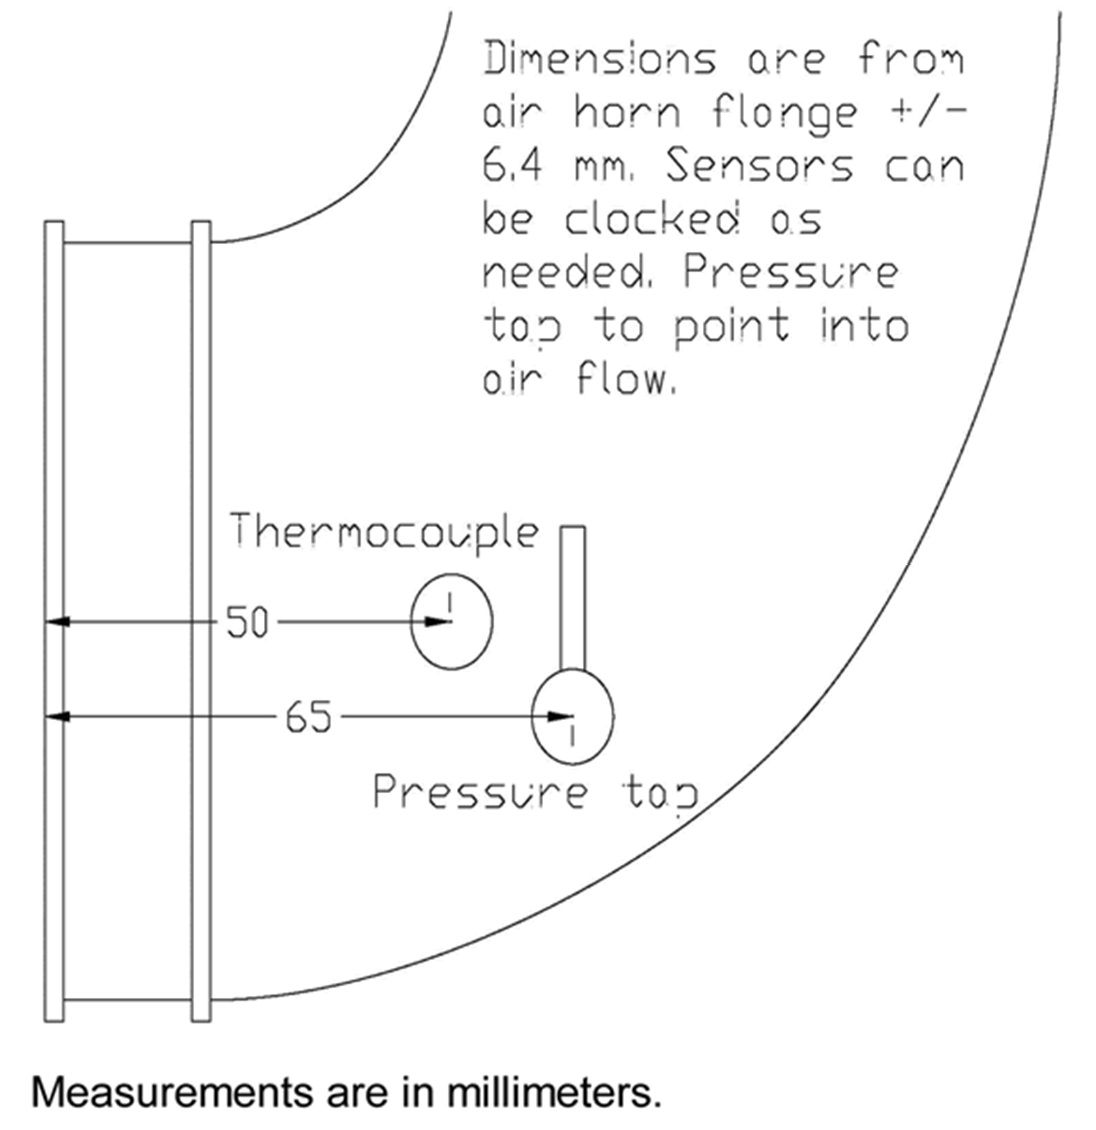 Dimensions are from
air horn flange +/-
6.4 mm. Sensors can
be clocked as
needed. Pressure
tap to point into
air flow.
Thermocouple
50
65
Pressure tap
Measurements are in millimeters.